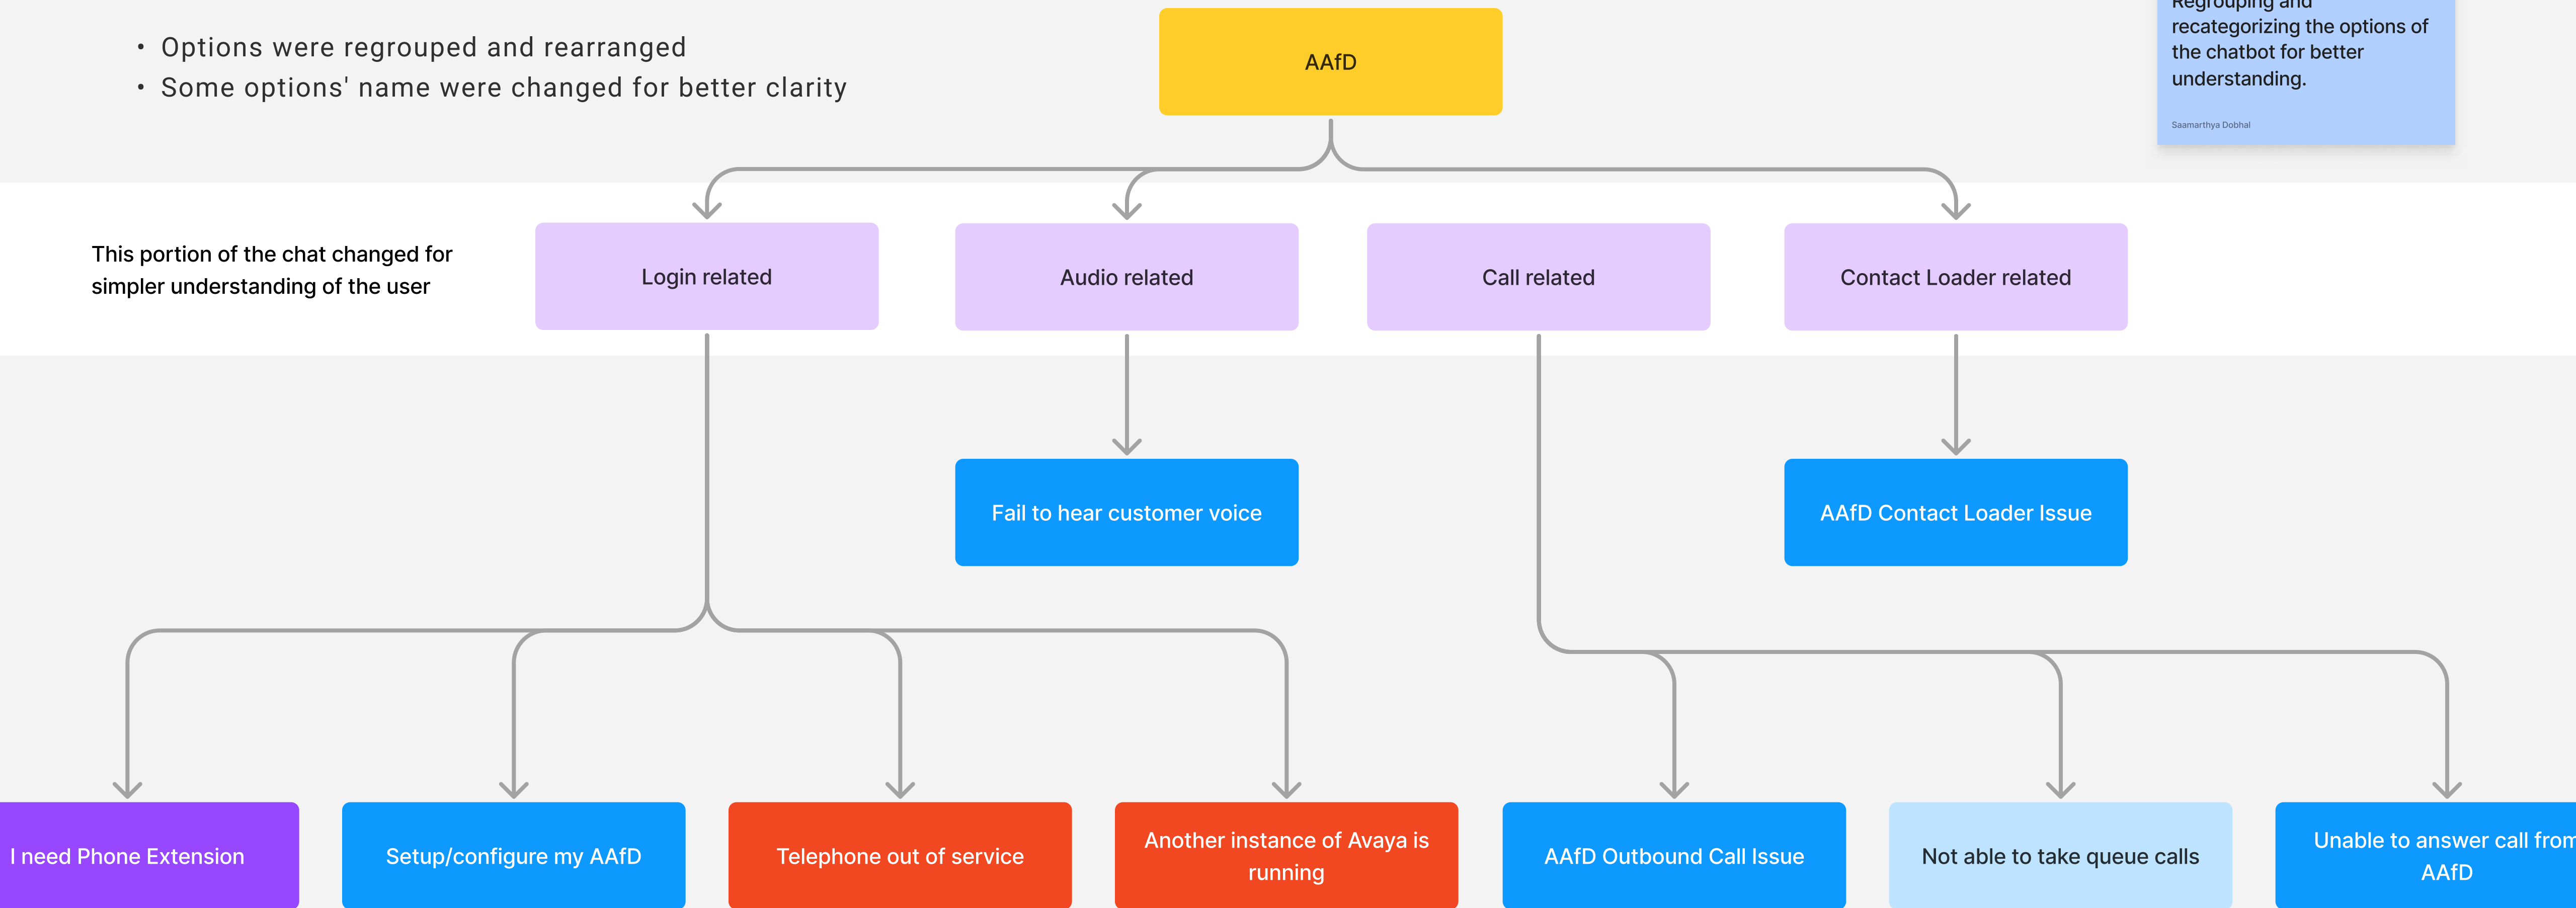 • Options were regrouped and rearranged
• Some options' name were changed for better clarity
AAfD
Regrouping and
recategorizing the options of
the chatbot for better
understanding.
Saamarthya Dobhal
This portion of the chat changed for
simpler understanding of the user
Login related
Audio related
Call related
Contact Loader related
Fail to hear customer voice
AAfD Contact Loader Issue
I need Phone Extension
Setup/configure my AAfD
Telephone out of service
Another instance of Avaya is
running
AAfD Outbound Call Issue
Not able to take queue calls
Unable to answer call from
AAfD